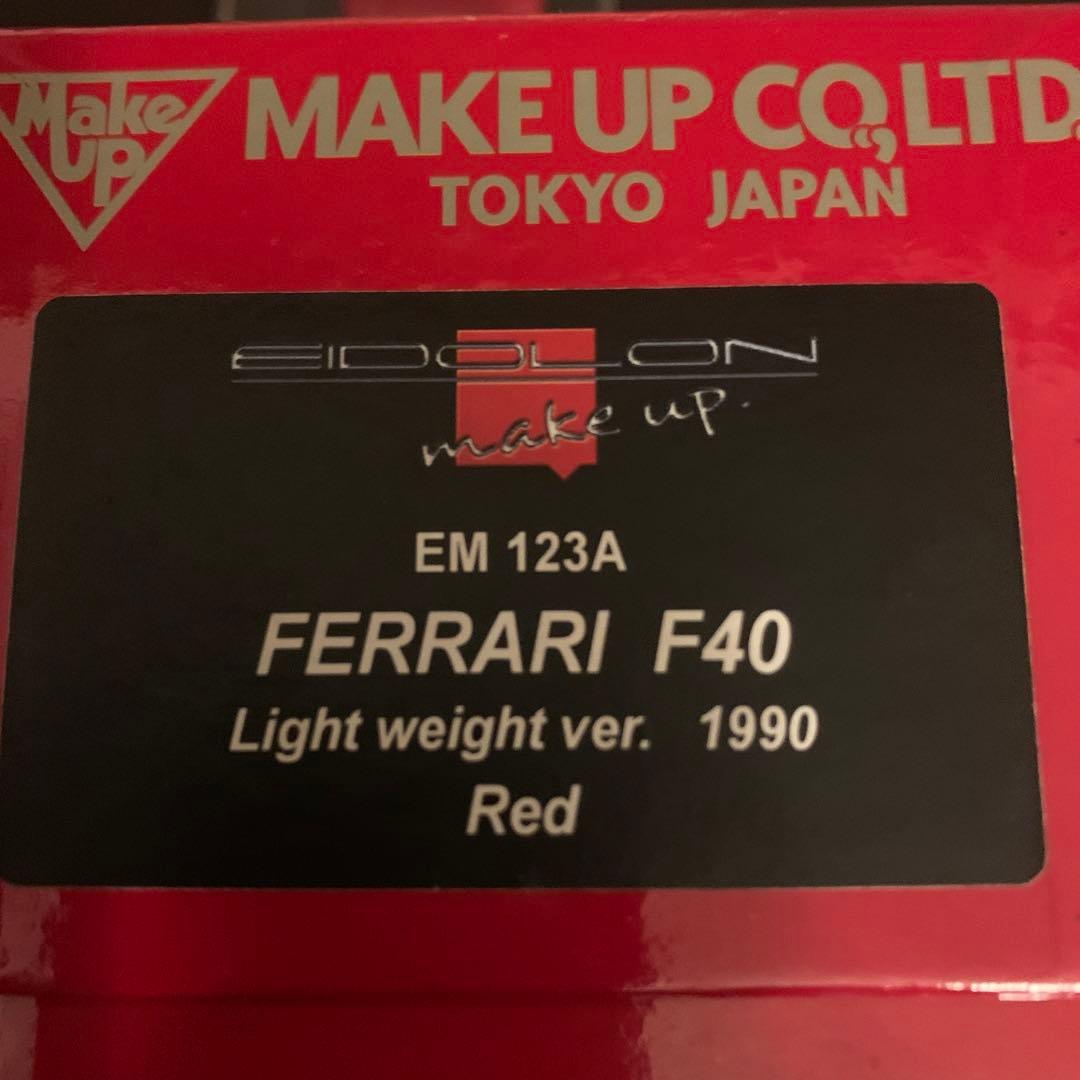 Make Up
MAKE UP CO., LTD.
TOKYO JAPAN
EIDOLON
make up.
EM 123A
FERRARI F40
Light weight ver. 1990
Red